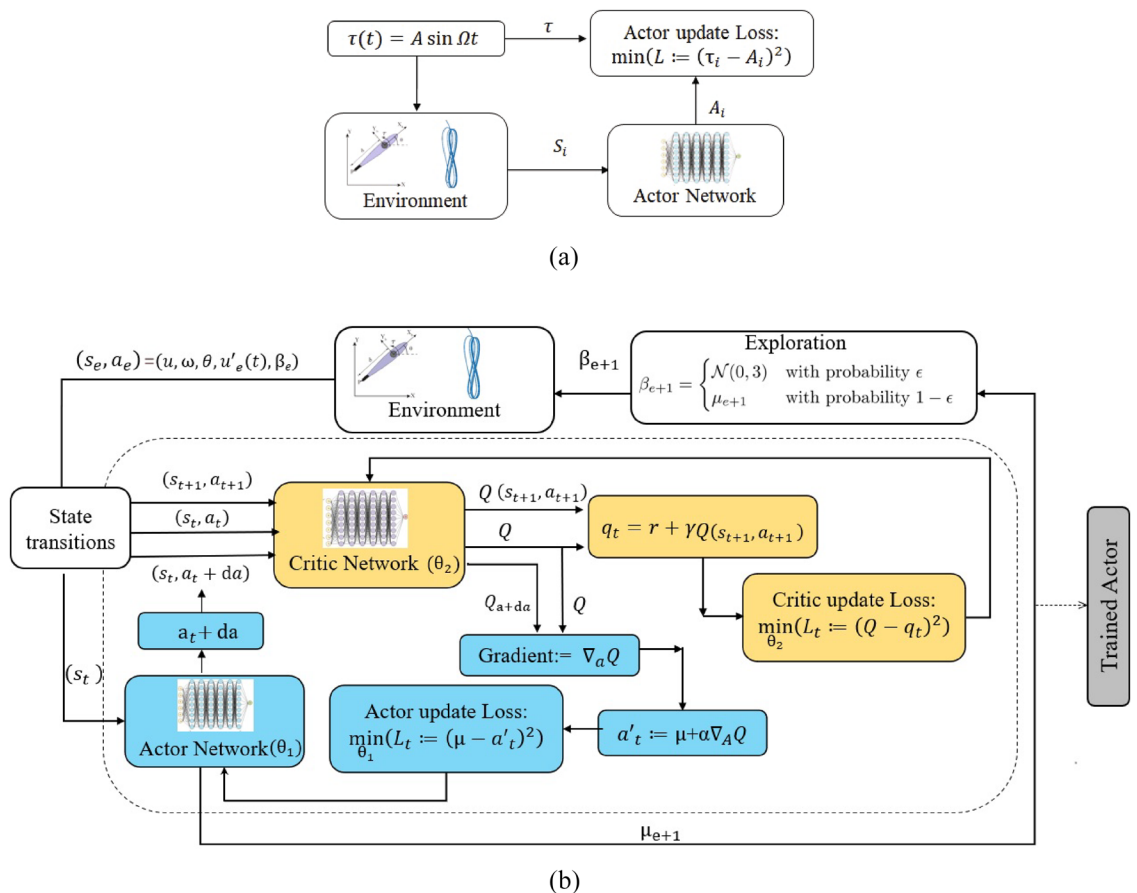 τ(t) = A sin Ωt
τ
Actor update Loss:
min(L ≔ (τᵢ − Aᵢ)²)
Aᵢ
Environment
Sᵢ
Actor Network
(a)
(sₑ, aₑ)=(u, ω, θ, u'ₑ(t), βₑ)
Environment
βₑ₊₁
Exploration
βₑ₊₁ = { 𝒩(0, 3) with probability ϵ
μₑ₊₁ with probability 1 − ϵ
State
transitions
(sₜ₊₁, aₜ₊₁)
(sₜ, aₜ)
(sₜ, aₜ + da)
Critic Network (θ₂)
Q (sₜ₊₁, aₜ₊₁)
Q
qₜ = r + γQ(sₜ₊₁, aₜ₊₁)
Critic update Loss:
min(Lₜ ≔ (Q − qₜ)²)
θ₂
Qₐ₊da
Q
aₜ + da
Gradient:= ∇ₐQ
(sₜ)
Actor Network(θ₁)
Actor update Loss:
min(Lₜ ≔ (μ − a'ₜ)²)
θ₁
a'ₜ ≔ μ+α∇_A Q
μₑ₊₁
Trained Actor
(b)